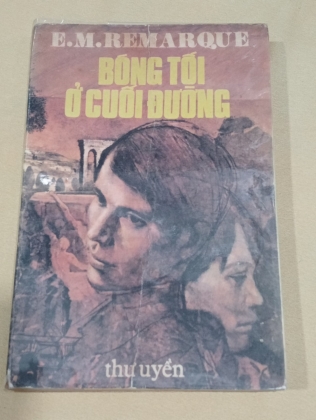 E.M.REMARQUE
BÓNG TỐI
Ở CUỐI ĐƯỜNG
thư uyển